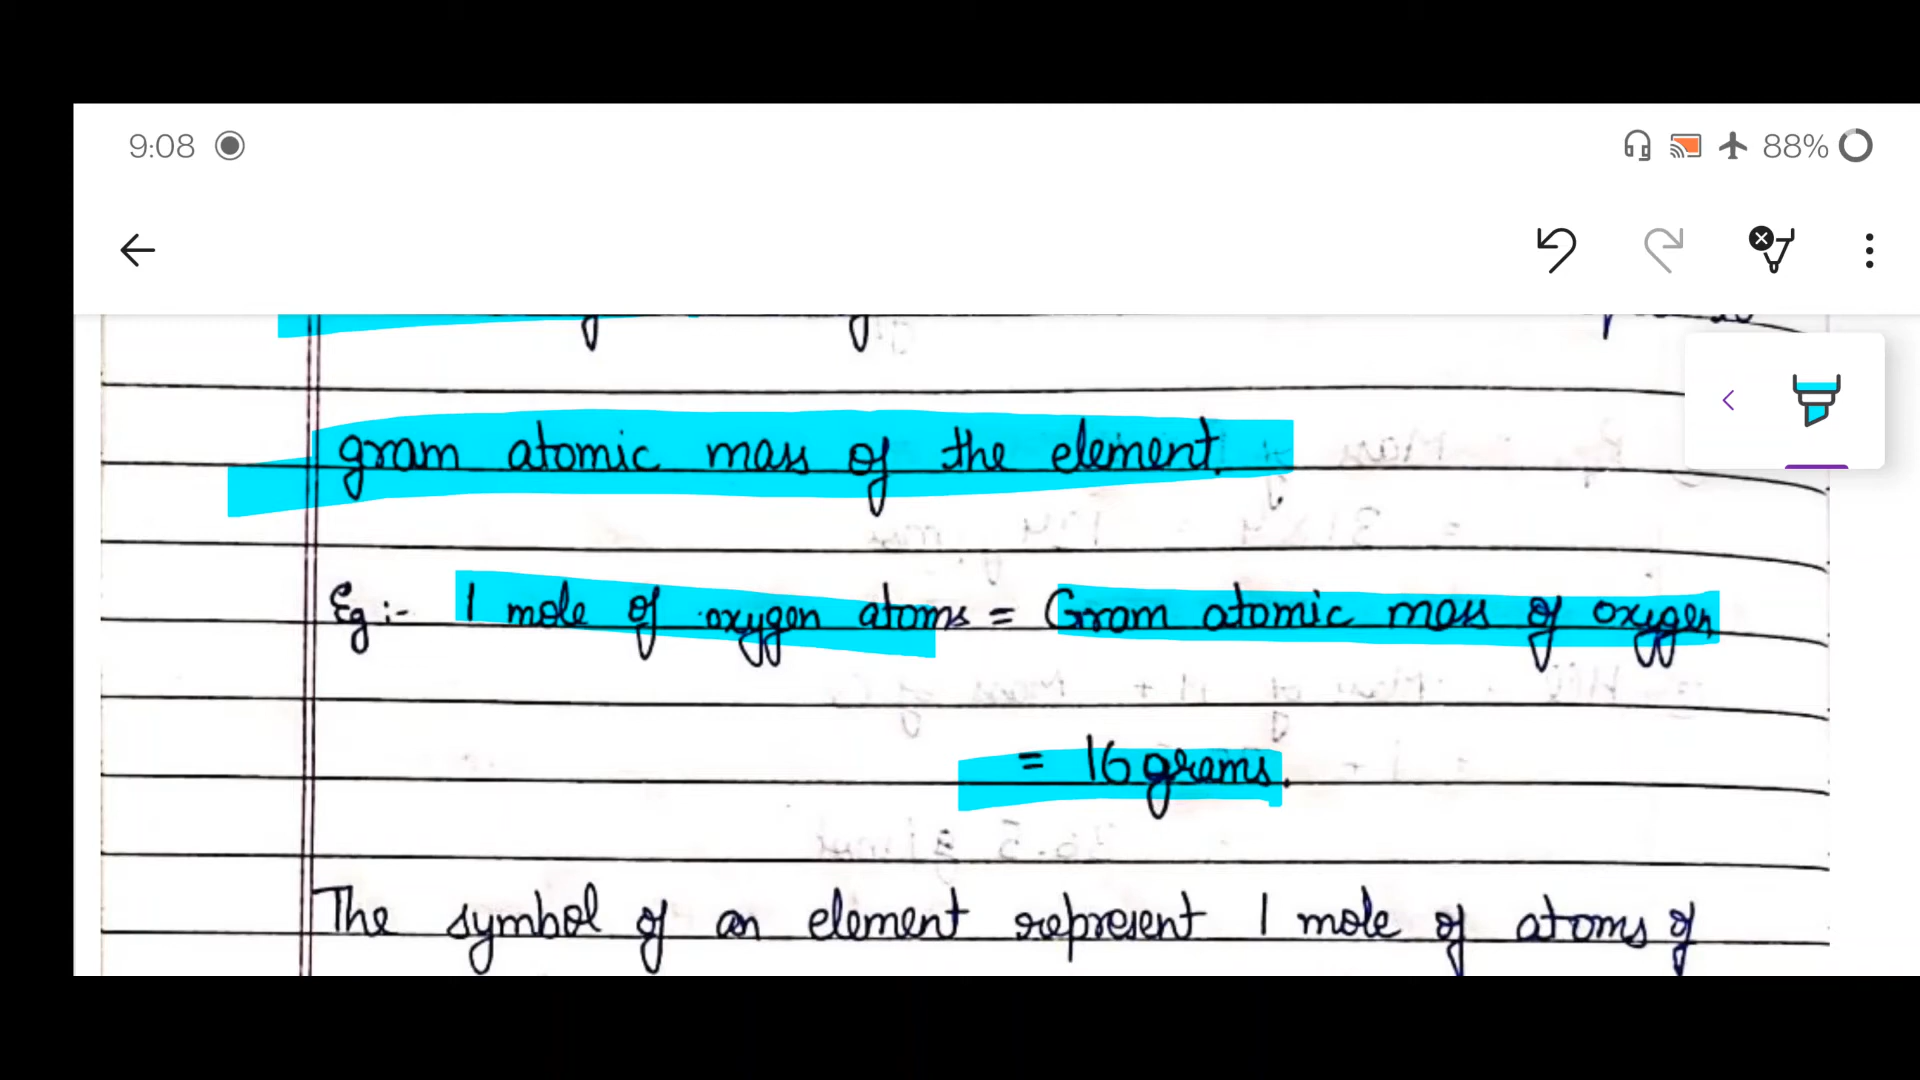 9:08 88%
gram atomic mass of the element.
Eg:- 1 mole of oxygen atoms = Gram atomic mass of oxygen
= 16 grams.
The symbol of an element represent 1 mole of atoms of